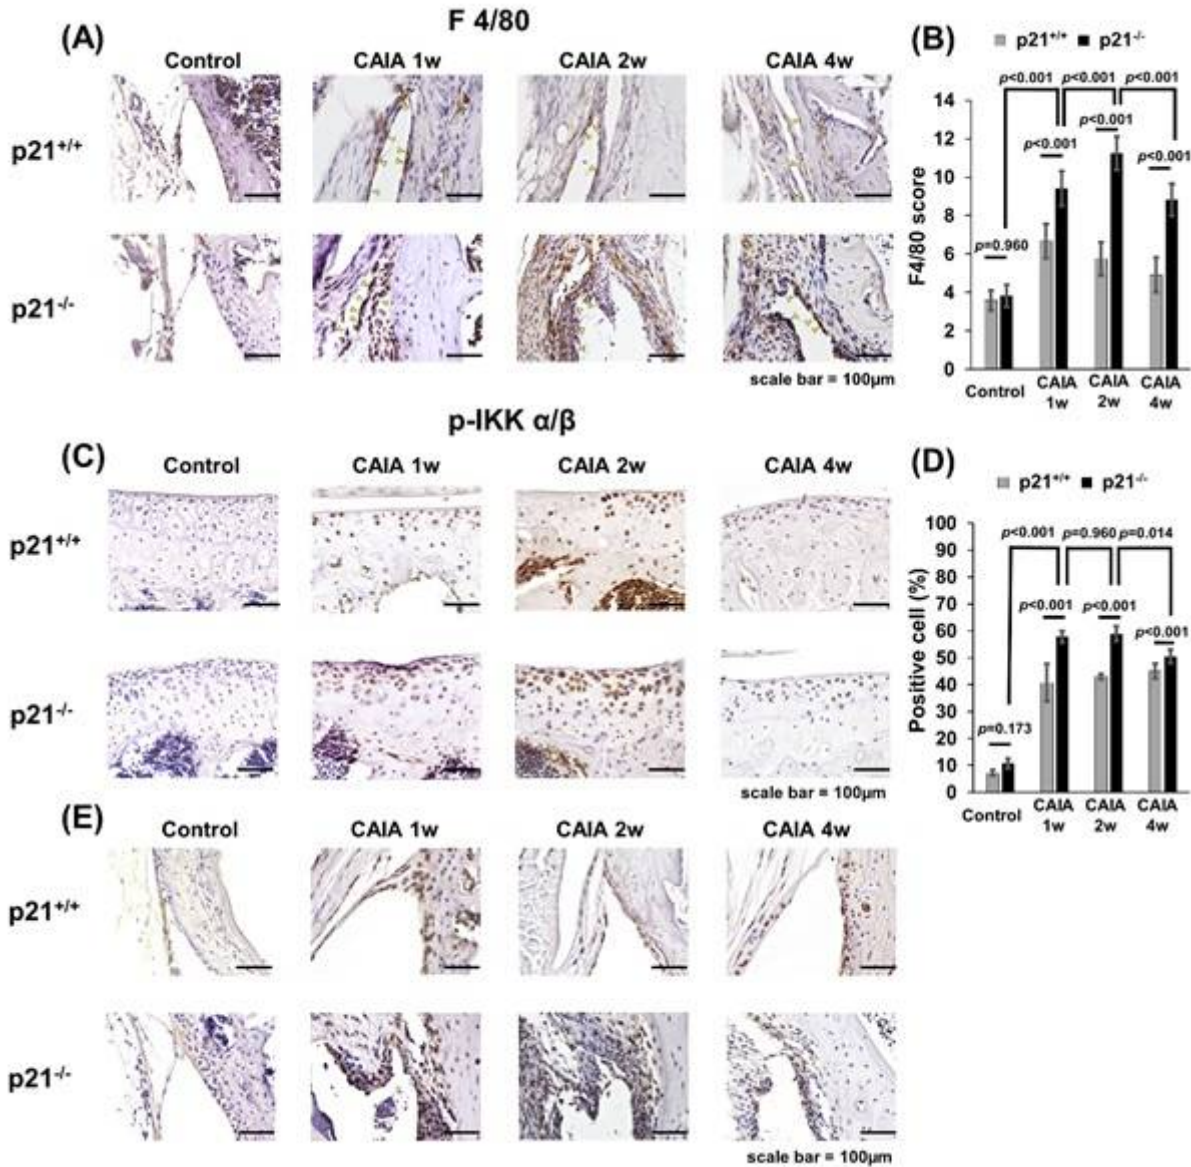 F 4/80
(A)
Control
CAIA 1w
CAIA 2w
CAIA 4w
p21+/+
p21-/-
scale bar = 100µm
(B)
p21+/+
p21-/-
p<0.001
p<0.001
p<0.001
p<0.001
p<0.001
p<0.001
p=0.960
F4/80 score
14
12
10
8
6
4
2
0
Control
CAIA 1w
CAIA 2w
CAIA 4w
p-IKK α/β
(C)
Control
CAIA 1w
CAIA 2w
CAIA 4w
p21+/+
p21-/-
scale bar = 100µm
(D)
p21+/+
p21-/-
p<0.001
p=0.960
p=0.014
p<0.001
p<0.001
p<0.001
p=0.173
Positive cell (%)
100
90
80
70
60
50
40
30
20
10
0
Control
CAIA 1w
CAIA 2w
CAIA 4w
(E)
Control
CAIA 1w
CAIA 2w
CAIA 4w
p21+/+
p21-/-
scale bar = 100µm